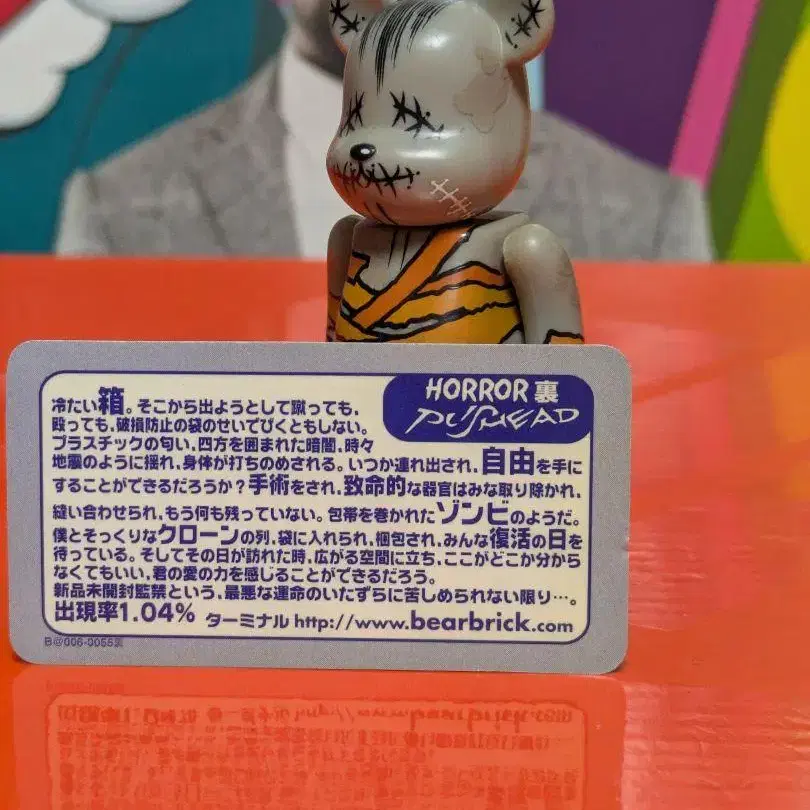 HORROR 裏
PUSHEAD
冷たい箱。そこから出ようとして蹴っても、
殴っても、破損防止の袋のせいでびくともしない。
プラスチックの匂い、四方を囲まれた暗闇、時々
地震のように揺れ、身体が打ちのめされる。いつか連れ出され、自由を手に
することができるだろうか?手術をされ、致命的な器官はみな取り除かれ、
縫い合わせられ、もう何も残っていない。包帯を巻かれたゾンビのようだ。
僕とそっくりなクローンの列、袋に入れられ、梱包され、みんな復活の日を
待っている。そしてその日が訪れた時、広がる空間に立ち、ここがどこか分から
なくてもいい、君の愛の力を感じることができるだろう。
新品未開封監禁という、最悪な運命のいたずらに苦しめられない限り…。
出現率1.04% ターミナル http://www.bearbrick.com
B@006-0055裏